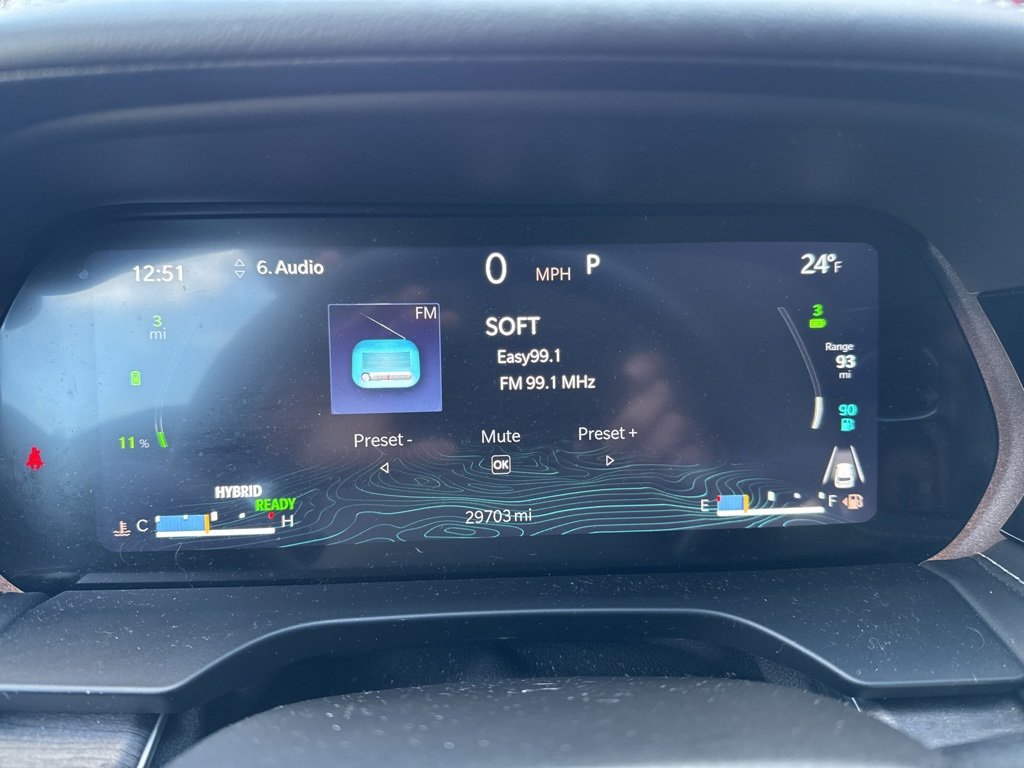 12:51
6. Audio
0 MPH P
24°F
3
mi
FM
SOFT
Easy99.1
FM 99.1 MHz
3
Range
93
mi
90
11 %
Preset -
Mute
Preset +
OK
HYBRID
READY
C
H
29703 mi
E
F